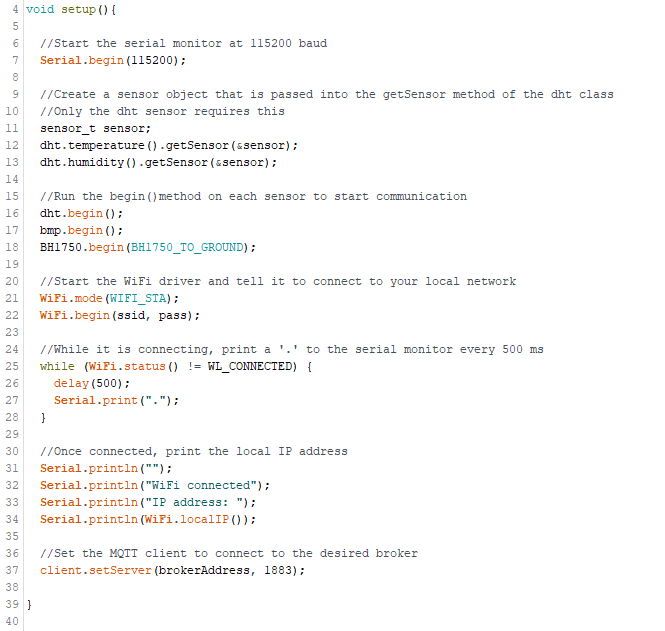 4 void setup(){
5
6 //Start the serial monitor at 115200 baud
7 Serial.begin(115200);
8
9 //Create a sensor object that is passed into the getSensor method of the dht class
10 //Only the dht sensor requires this
11 sensor_t sensor;
12 dht.temperature().getSensor(&sensor);
13 dht.humidity().getSensor(&sensor);
14
15 //Run the begin()method on each sensor to start communication
16 dht.begin();
17 bmp.begin();
18 BH1750.begin(BH1750_TO_GROUND);
19
20 //Start the WiFi driver and tell it to connect to your local network
21 WiFi.mode(WIFI_STA);
22 WiFi.begin(ssid, pass);
23
24 //While it is connecting, print a '.' to the serial monitor every 500 ms
25 while (WiFi.status() != WL_CONNECTED) {
26 delay(500);
27 Serial.print(".");
28 }
29
30 //Once connected, print the local IP address
31 Serial.println("");
32 Serial.println("WiFi connected");
33 Serial.println("IP address: ");
34 Serial.println(WiFi.localIP());
35
36 //Set the MQTT client to connect to the desired broker
37 client.setServer(brokerAddress, 1883);
38
39 }
40